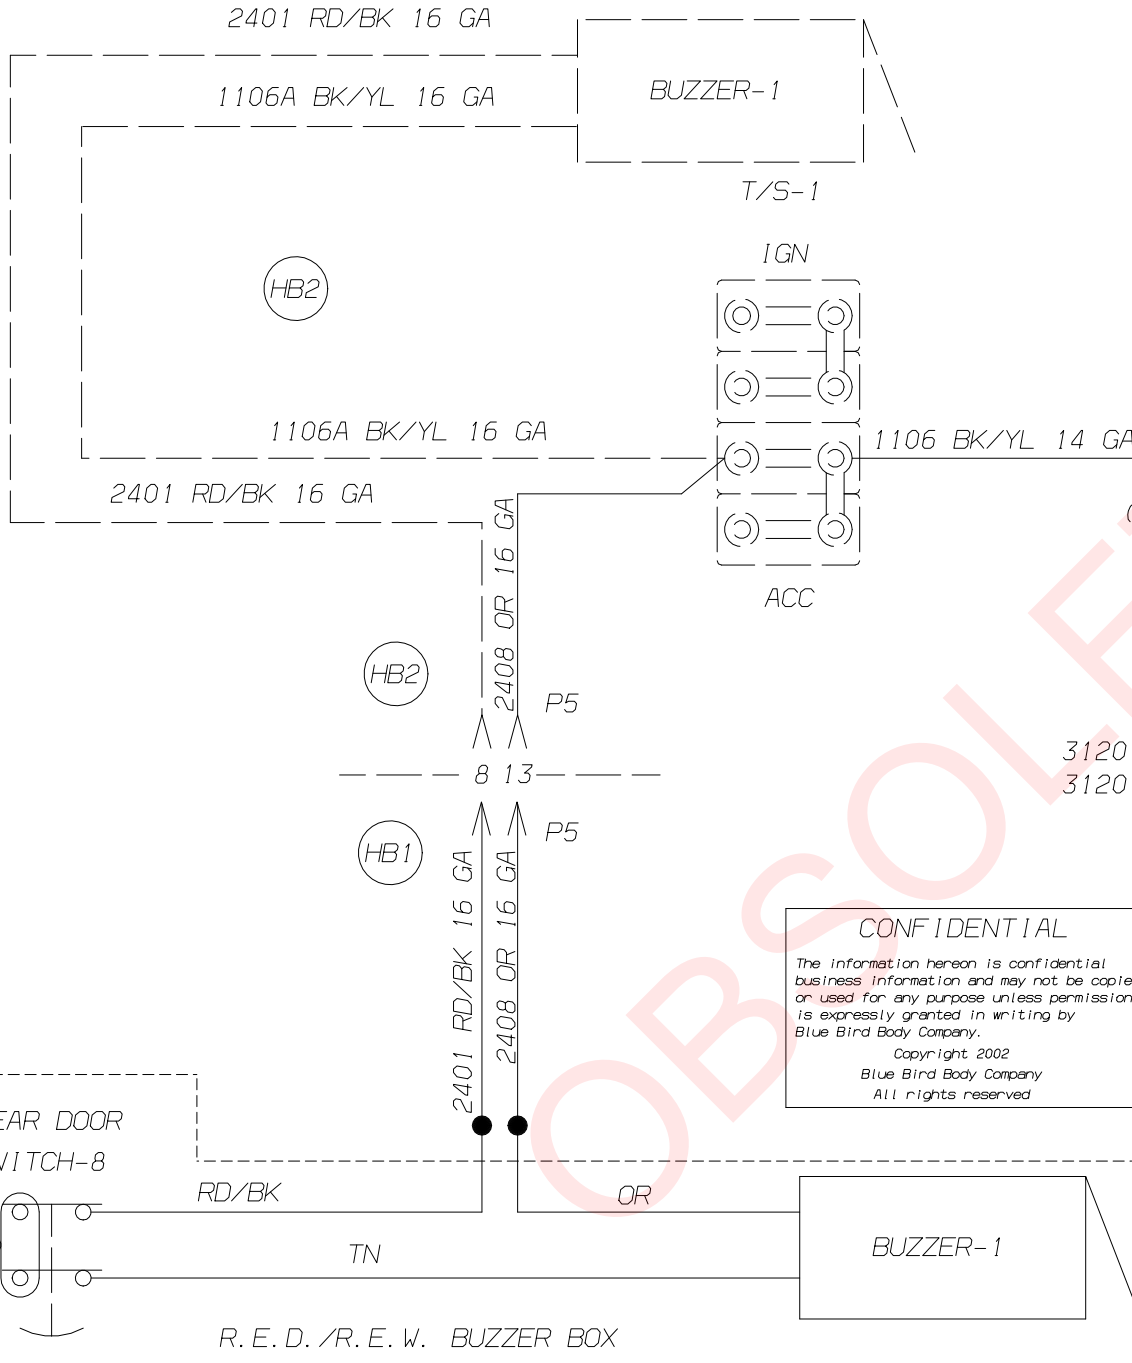 2401 RD/BK 16 GA
1106A BK/YL 16 GA
BUZZER-1
T/S-1
IGN
HB2
1106A BK/YL 16 GA
1106 BK/YL 14 GA
2401 RD/BK 16 GA
2408 OR 16 GA
ACC
HB2
P5
8 13
3120
3120
P5
HB1
2401 RD/BK 16 GA
2408 OR 16 GA
OBSOLE
CONFIDENTIAL
The information hereon is confidential
business information and may not be copie
or used for any purpose unless permission
is expressly granted in writing by
Blue Bird Body Company.
Copyright 2002
Blue Bird Body Company
All rights reserved
EAR DOOR
WITCH-8
RD/BK
OR
TN
BUZZER-1
R.E.D./R.E.W. BUZZER BOX